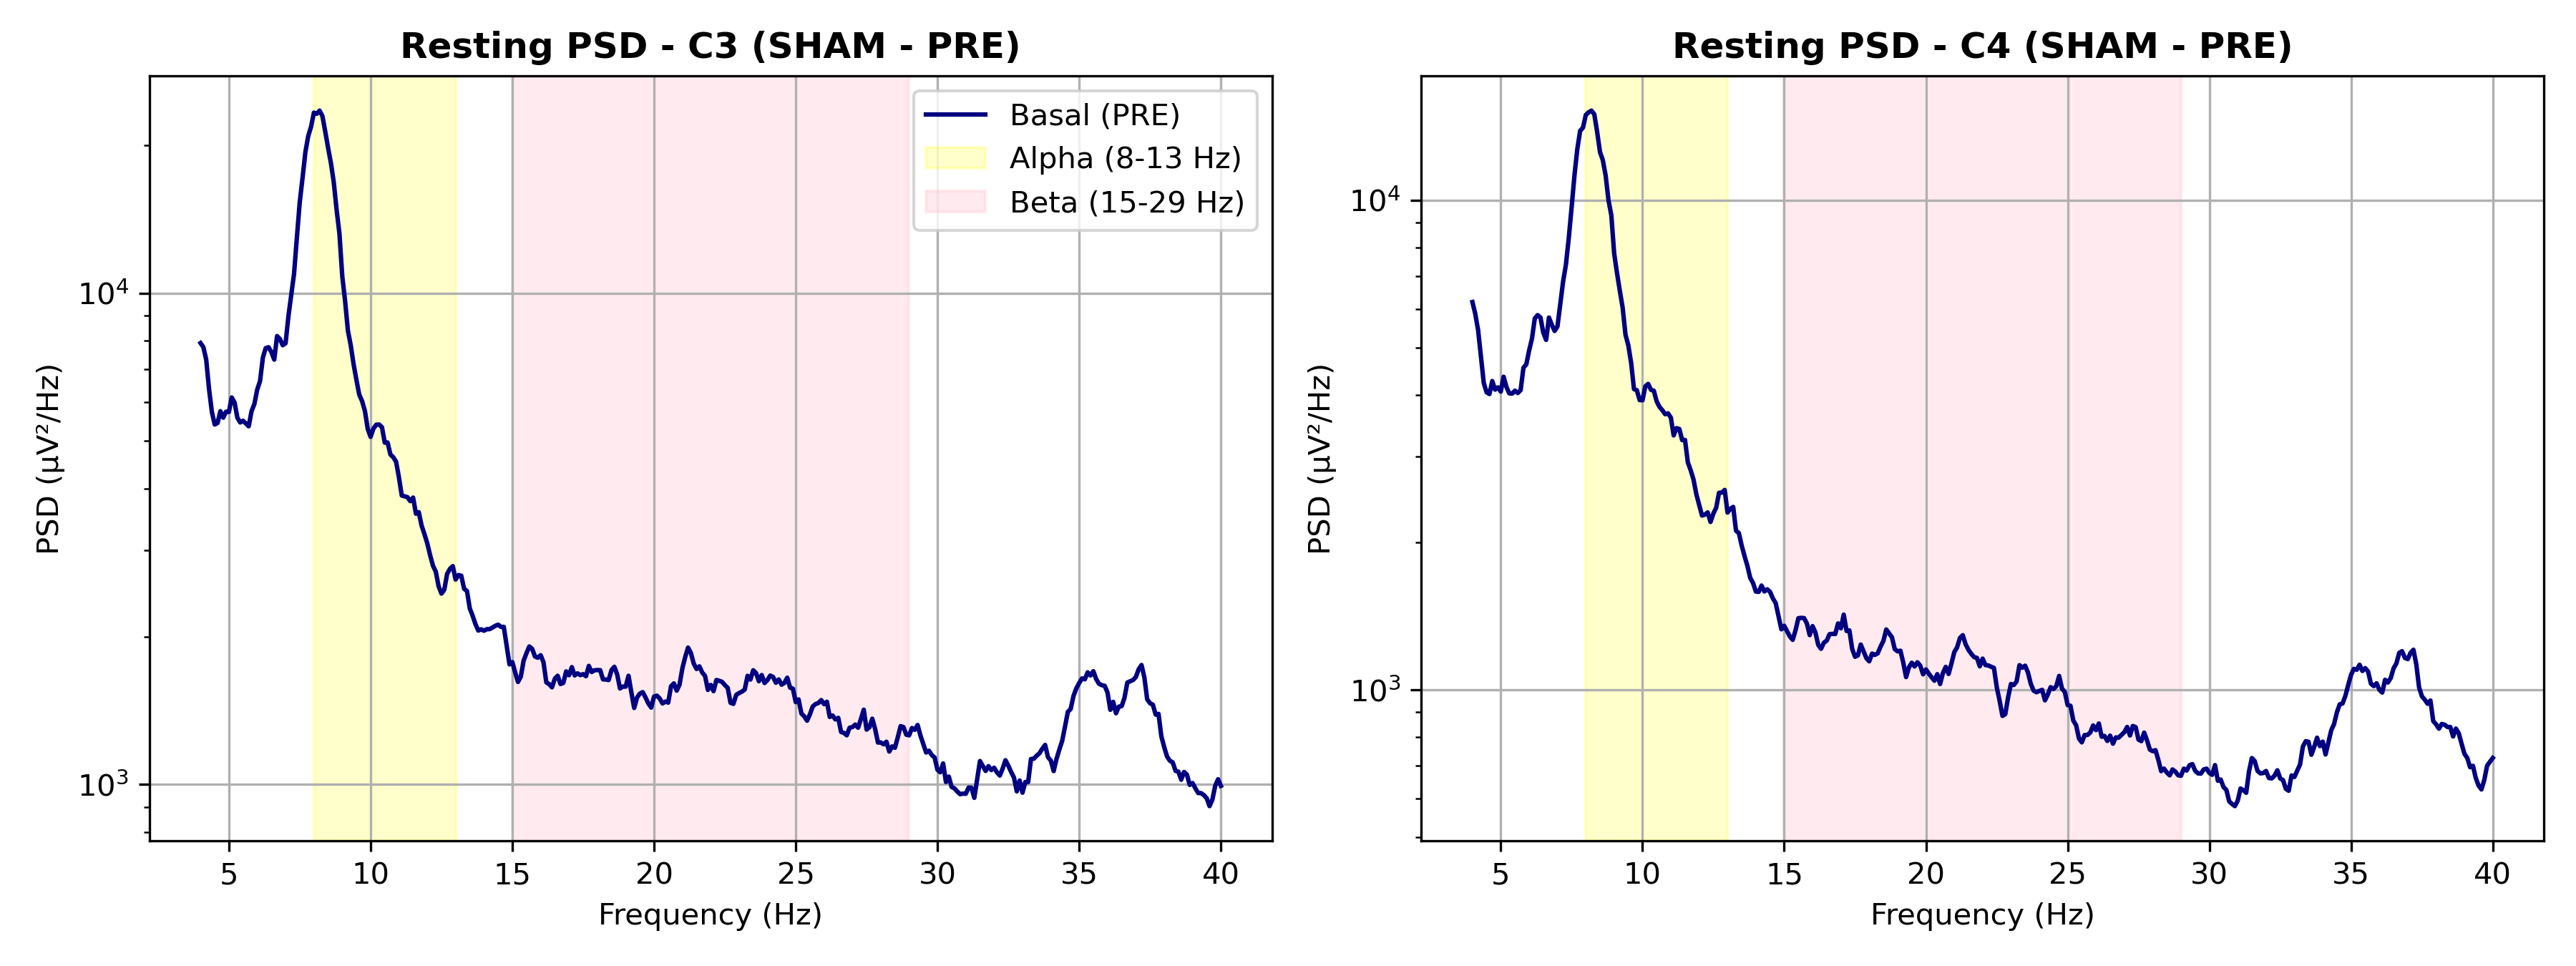 Resting PSD - C3 (SHAM - PRE)
PSD (µV²/Hz)
10⁴
10³
Basal (PRE)
Alpha (8-13 Hz)
Beta (15-29 Hz)
5 10 15 20 25 30 35 40
Frequency (Hz)
Resting PSD - C4 (SHAM - PRE)
PSD (µV²/Hz)
10⁴
10³
5 10 15 20 25 30 35 40
Frequency (Hz)